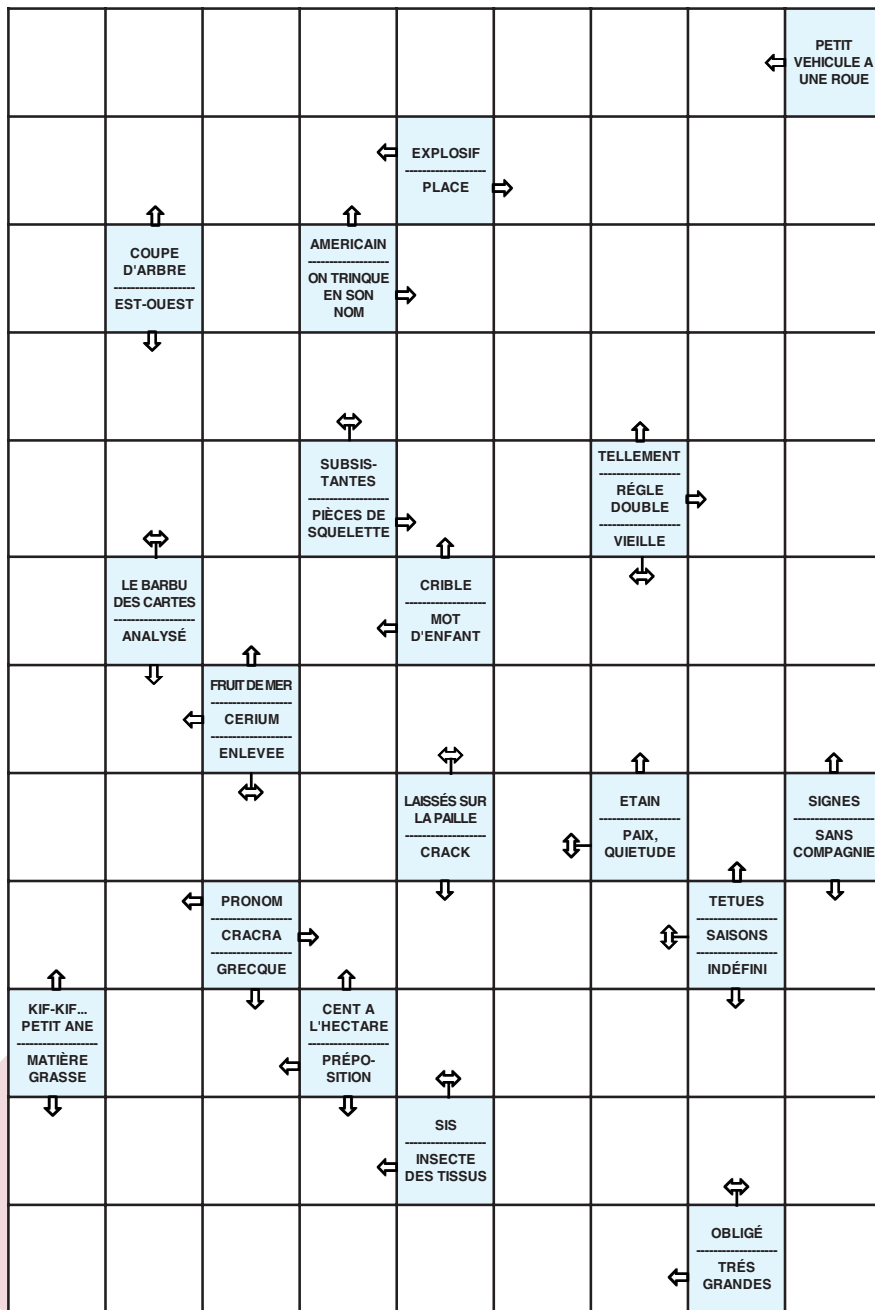 PETIT
VEHICULE A
UNE ROUE
EXPLOSIF
PLACE
COUPE
D'ARBRE
EST-OUEST
AMERICAIN
ON TRINQUE
EN SON
NOM
SUBSIS-
TANTES
PIÈCES DE
SQUELETTE
TELLEMENT
RÉGLE
DOUBLE
VIEILLE
LE BARBU
DES CARTES
ANALYSÉ
CRIBLE
MOT
D'ENFANT
FRUIT DE MER
CERIUM
ENLEVEE
LAISSÉS SUR
LA PAILLE
CRACK
ETAIN
PAIX,
QUIETUDE
SIGNES
SANS
COMPAGNIE
PRONOM
CRACRA
GRECQUE
TETUES
SAISONS
INDÉFINI
KIF-KIF...
PETIT ANE
MATIÈRE
GRASSE
CENT A
L'HECTARE
PRÉPO-
SITION
SIS
INSECTE
DES TISSUS
OBLIGÉ
TRÉS
GRANDES